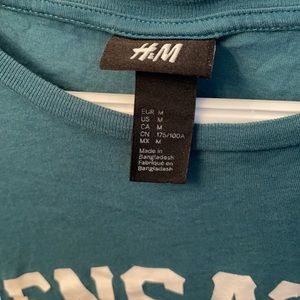 H&M
EUR M
US M
CA M
CN 175/100A
MX M
Made in
Bangladesh
Fabriqué en
Bangladesh